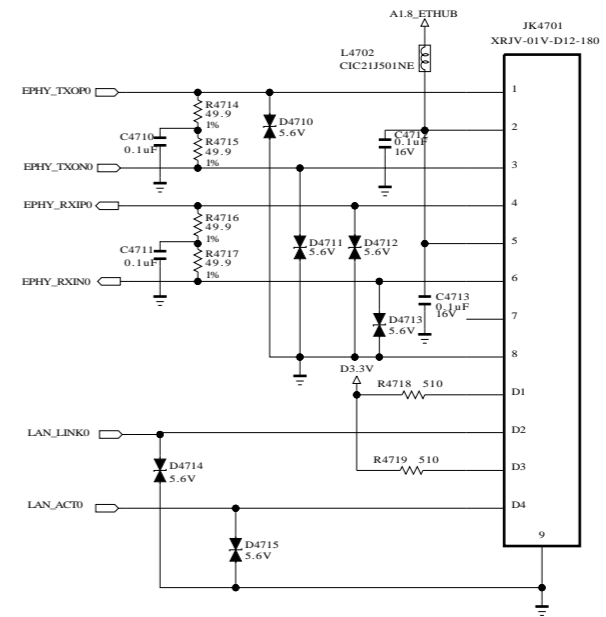 A1.8_ETHUB
JK4701
XRJV-01V-D12-180
L4702
CIC21J501NE
EPHY_TXOP0
1
R4714
49.9
1%
D4710
5.6V
C4710
0.1uF
R4715
49.9
1%
C4712
0.1uF
16V
2
EPHY_TXON0
3
EPHY_RXIP0
4
R4716
49.9
1%
C4711
0.1uF
R4717
49.9
1%
D4711
5.6V
D4712
5.6V
5
EPHY_RXIN0
6
C4713
0.1uF
16V
D4713
5.6V
7
8
D3.3V
R4718 510
D1
LAN_LINK0
D2
D4714
5.6V
R4719 510
D3
LAN_ACT0
D4
D4715
5.6V
9